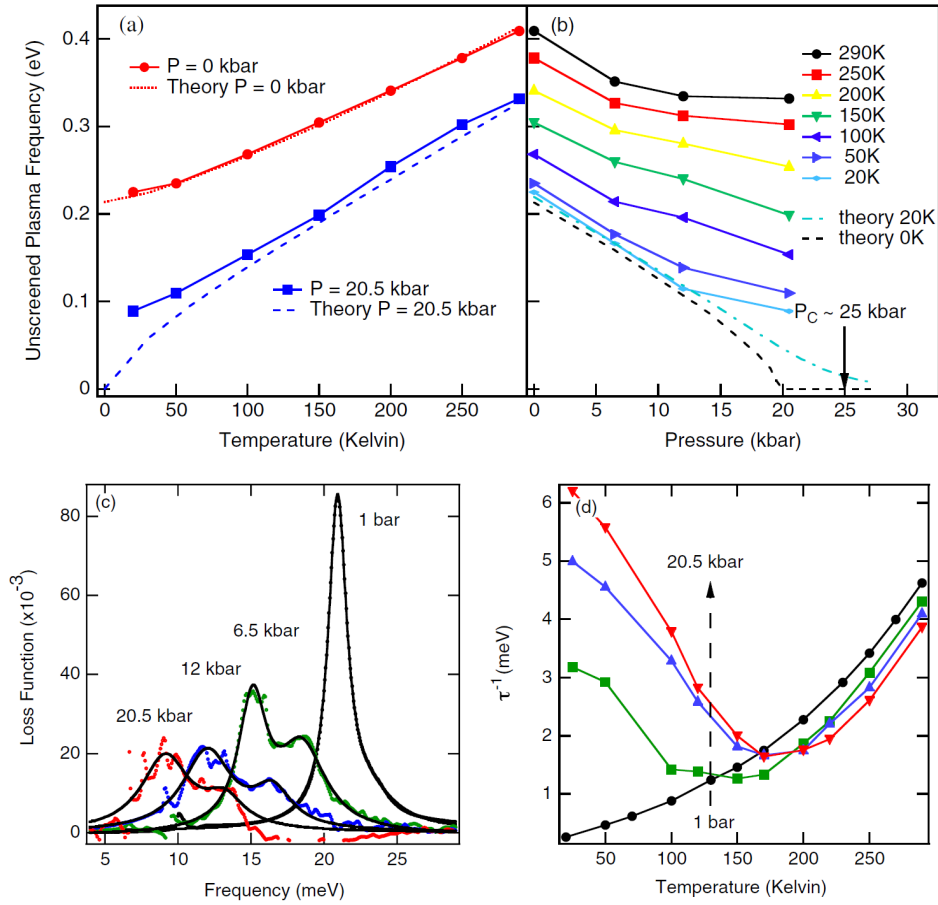 (a)
0.4
0.3
0.2
0.1
0
Unscreened Plasma Frequency (eV)
P = 0 kbar
Theory P = 0 kbar
P = 20.5 kbar
Theory P = 20.5 kbar
0
50
100
150
200
250
Temperature (Kelvin)
(b)
290K
250K
200K
150K
100K
50K
20K
theory 20K
theory 0K
P_C ~ 25 kbar
0
5
10
15
20
25
30
Pressure (kbar)
(c)
80
60
40
20
0
Loss Function (x10⁻³)
1 bar
6.5 kbar
12 kbar
20.5 kbar
5
10
15
20
25
Frequency (meV)
(d)
6
5
4
3
2
1
τ⁻¹ (meV)
20.5 kbar
1 bar
50
100
150
200
250
Temperature (Kelvin)